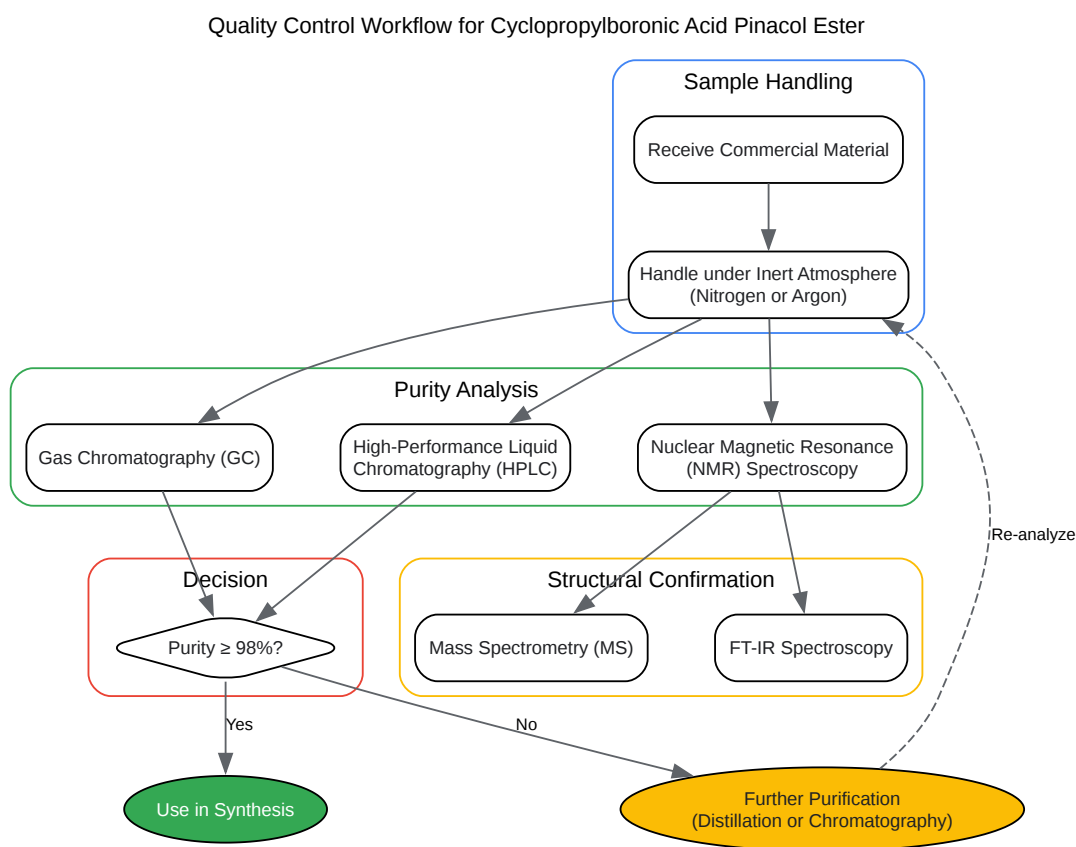 Quality Control Workflow for Cyclopropylboronic Acid Pinacol Ester
Sample Handling
Receive Commercial Material
Handle under Inert Atmosphere
(Nitrogen or Argon)
Purity Analysis
Gas Chromatography (GC)
High-Performance Liquid
Chromatography (HPLC)
Nuclear Magnetic Resonance
(NMR) Spectroscopy
Re-analyze
Decision
Purity ≥ 98%?
Structural Confirmation
Mass Spectrometry (MS)
FT-IR Spectroscopy
Yes
No
Use in Synthesis
Further Purification
(Distillation or Chromatography)